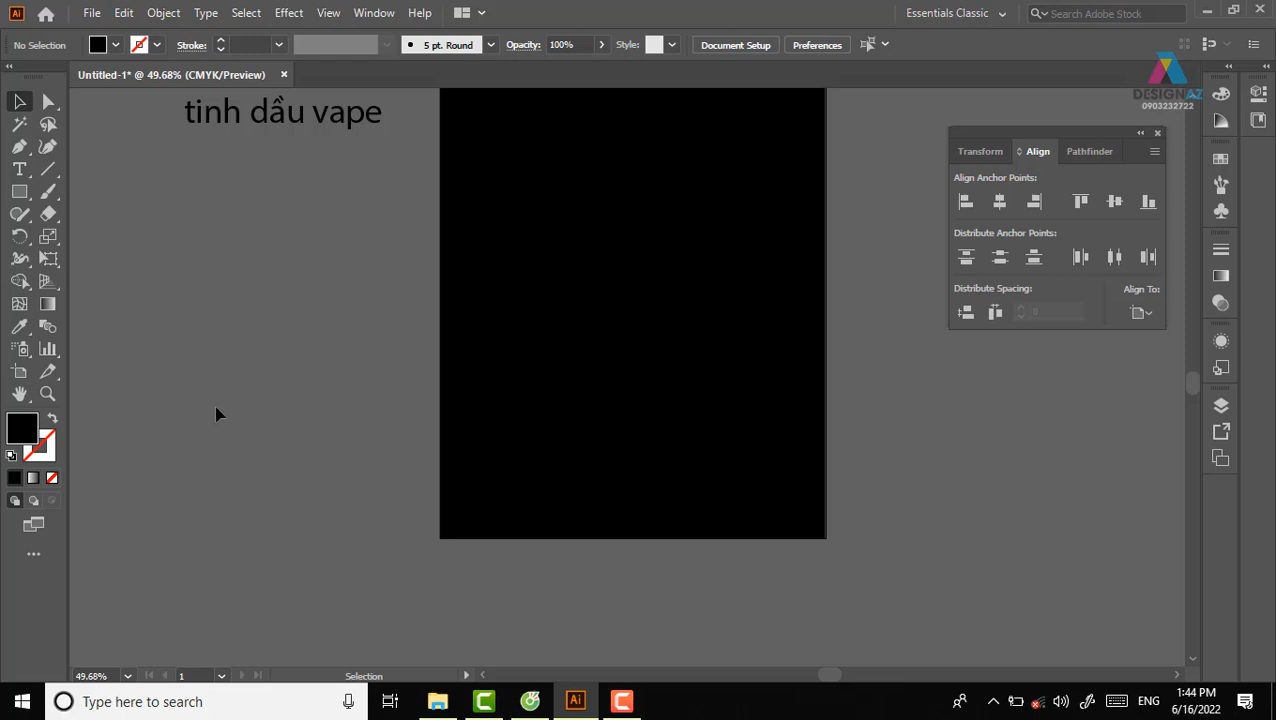 File Edit Object Type Select Effect View Window Help
Essentials Classic
Search Adobe Stock
No Selection
Stroke:
5 pt. Round
Opacity: 100%
Style:
Document Setup
Preferences
Untitled-1* @ 49.68% (CMYK/Preview)
DESIGNAZ
0903232722
tinh dầu vape
Transform Align Pathfinder
Align Anchor Points:
Distribute Anchor Points:
Distribute Spacing:
Align To:
0
49.68%
1
Selection
Type here to search
Ai
ENG
1:44 PM
6/16/2022